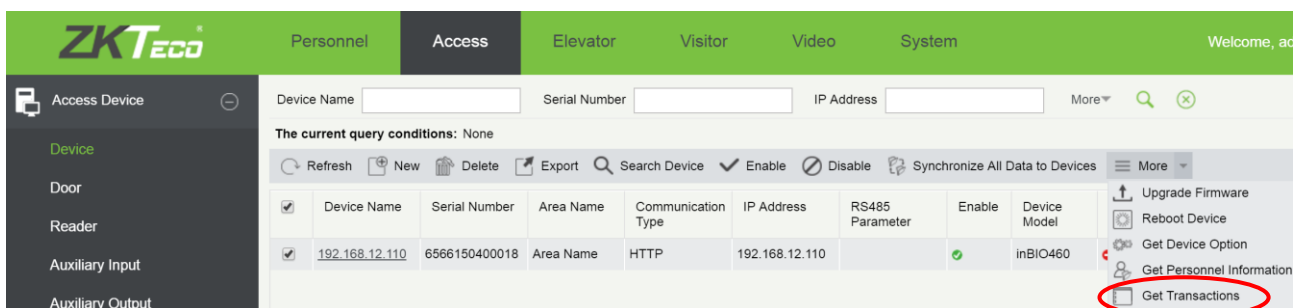 ZKTeco
Personnel Access Elevator Visitor Video System
Welcome, ad
Access Device
Device
Door
Reader
Auxiliary Input
Auxiliary Output
Device Name Serial Number IP Address More
The current query conditions: None
Refresh New Delete Export Search Device Enable Disable Synchronize All Data to Devices More
Device Name Serial Number Area Name Communication Type IP Address RS485 Parameter Enable Device Model
192.168.12.110 6566150400018 Area Name HTTP 192.168.12.110 inBIO460
Upgrade Firmware
Reboot Device
Get Device Option
Get Personnel Information
Get Transactions